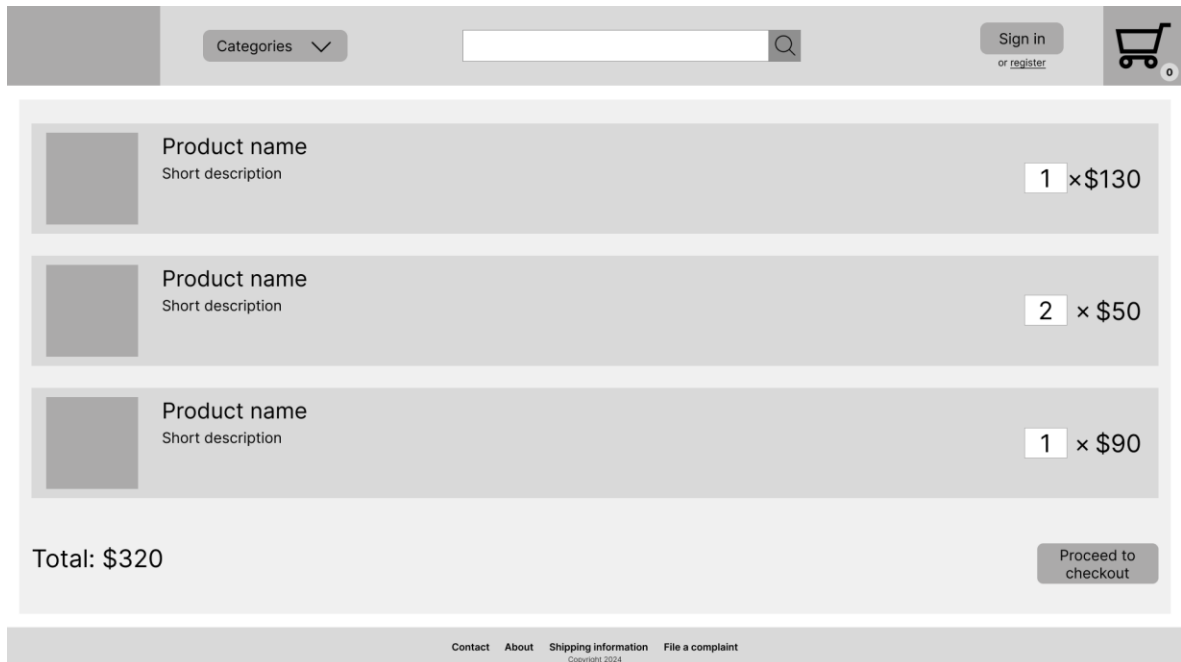 Categories
Sign in
or register
0
Product name
Short description
1 ×$130
Product name
Short description
2 × $50
Product name
Short description
1 × $90
Total: $320
Proceed to
checkout
Contact About Shipping information File a complaint
Copyright 2024